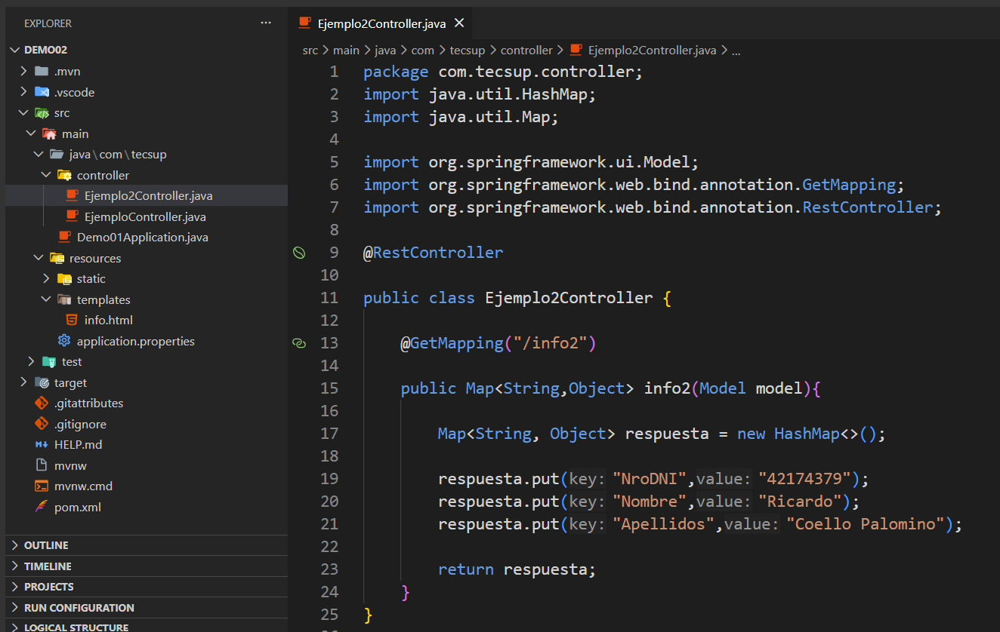 EXPLORER
DEMO02
.mvn
.vscode
src
main
java\com\tecsup
controller
Ejemplo2Controller.java
EjemploController.java
Demo01Application.java
resources
static
templates
info.html
application.properties
test
target
.gitattributes
.gitignore
HELP.md
mvnw
mvnw.cmd
pom.xml
OUTLINE
TIMELINE
PROJECTS
RUN CONFIGURATION
LOGICAL STRUCTURE
Ejemplo2Controller.java
src > main > java > com > tecsup > controller > Ejemplo2Controller.java > ...
1 package com.tecsup.controller;
2 import java.util.HashMap;
3 import java.util.Map;
4
5 import org.springframework.ui.Model;
6 import org.springframework.web.bind.annotation.GetMapping;
7 import org.springframework.web.bind.annotation.RestController;
8
9 @RestController
10
11 public class Ejemplo2Controller {
12
13 @GetMapping("/info2")
14
15 public Map<String,Object> info2(Model model){
16
17 Map<String, Object> respuesta = new HashMap<>();
18
19 respuesta.put(key: "NroDNI",value: "42174379");
20 respuesta.put(key: "Nombre",value: "Ricardo");
21 respuesta.put(key: "Apellidos",value: "Coello Palomino");
22
23 return respuesta;
24 }
25 }